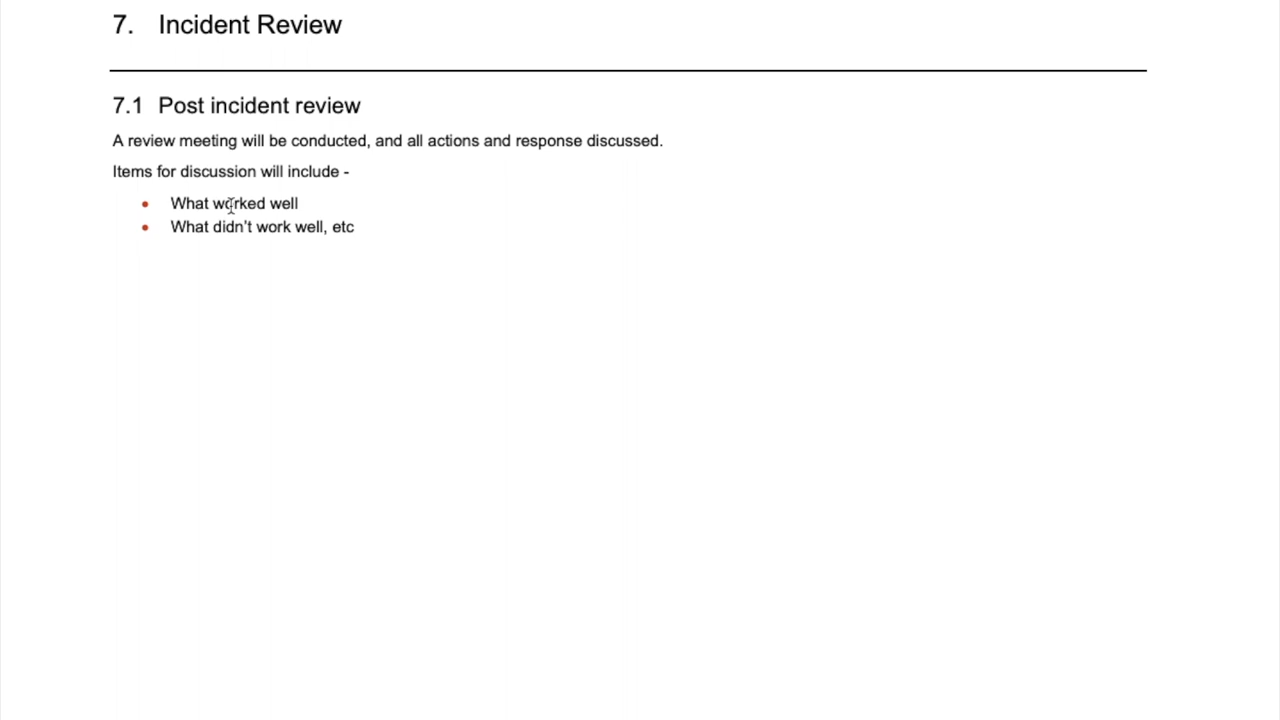 7. Incident Review
7.1 Post incident review
A review meeting will be conducted, and all actions and response discussed.
Items for discussion will include -
• What worked well
• What didn't work well, etc